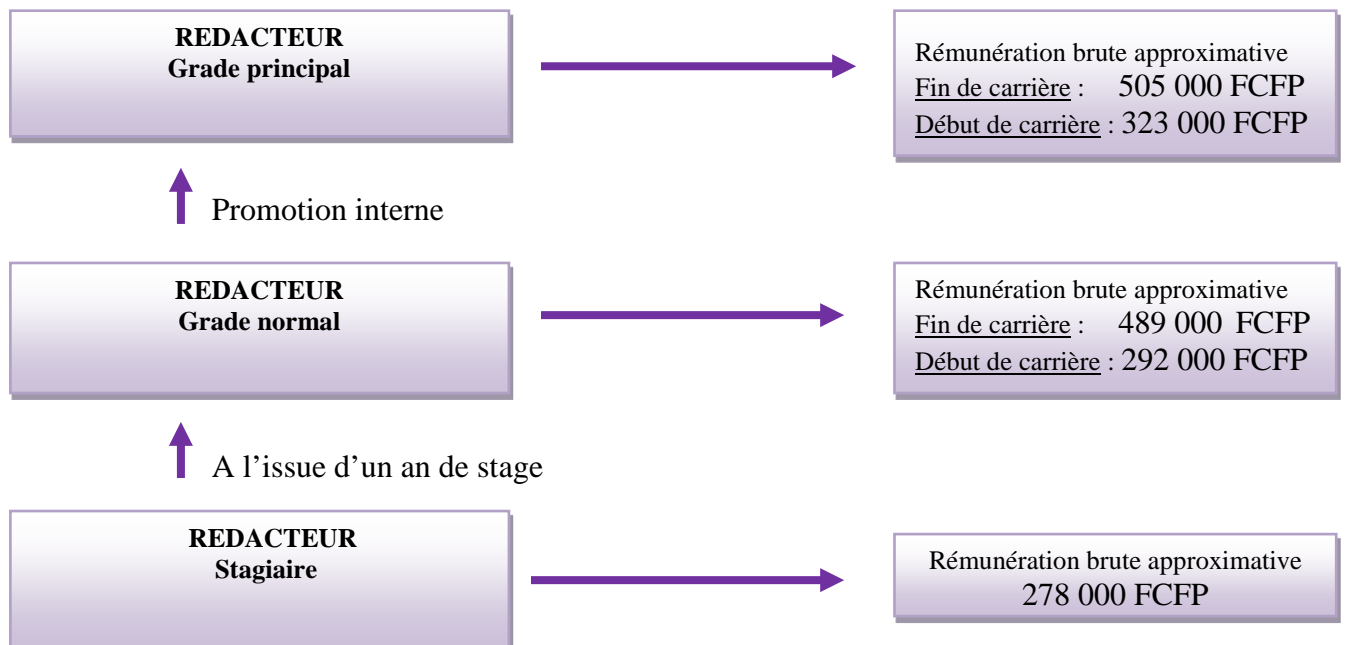 REDACTEUR
Grade principal
Rémunération brute approximative
Fin de carrière : 505 000 FCFP
Début de carrière : 323 000 FCFP
Promotion interne
REDACTEUR
Grade normal
Rémunération brute approximative
Fin de carrière : 489 000 FCFP
Début de carrière : 292 000 FCFP
A l’issue d’un an de stage
REDACTEUR
Stagiaire
Rémunération brute approximative
278 000 FCFP